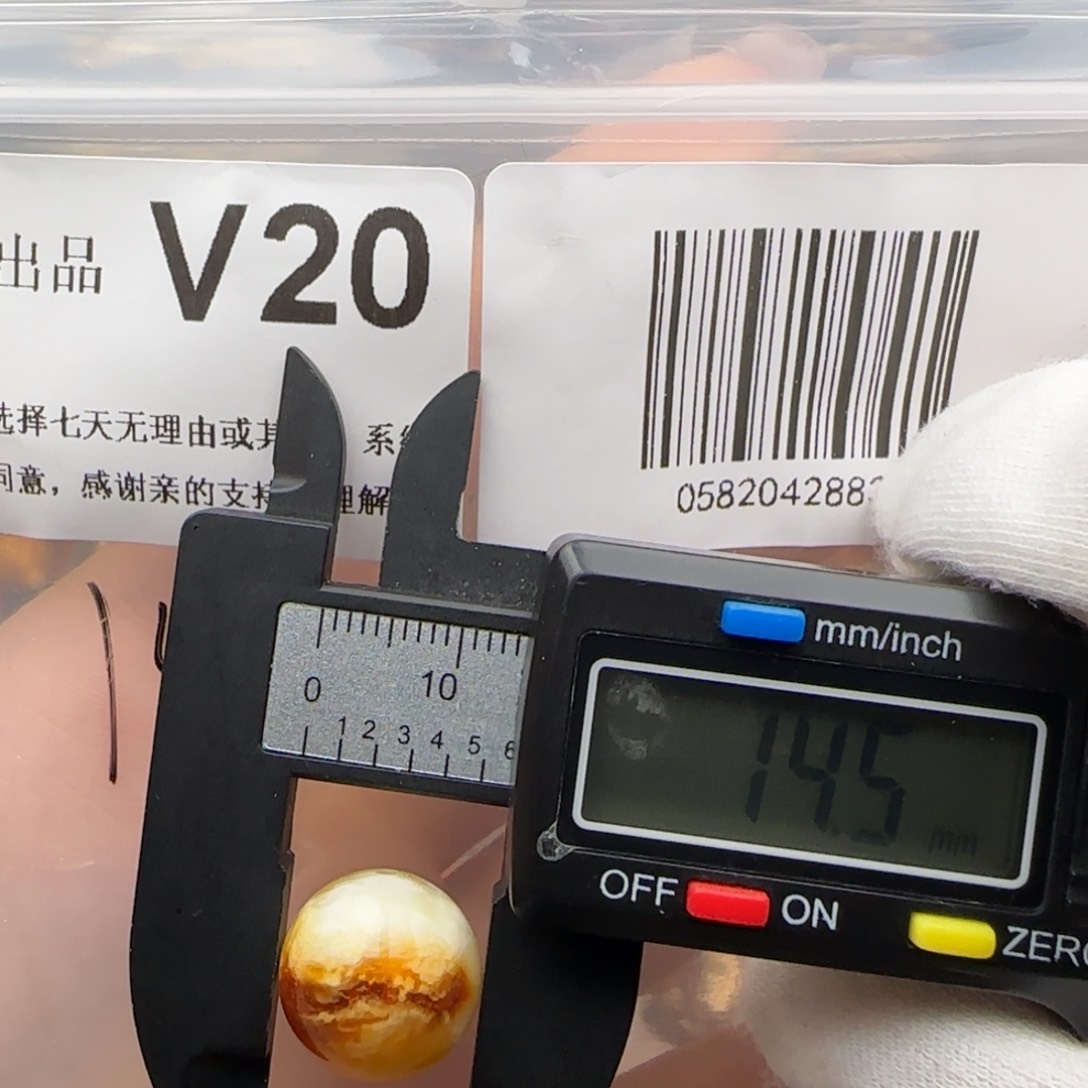 出品 V20
选择七天无理由或其 系
同意，感谢亲的支持 理解
058204288
mm/inch
0 10
1 2 3 4 5 6
14.5 mm
OFF ON ZERO